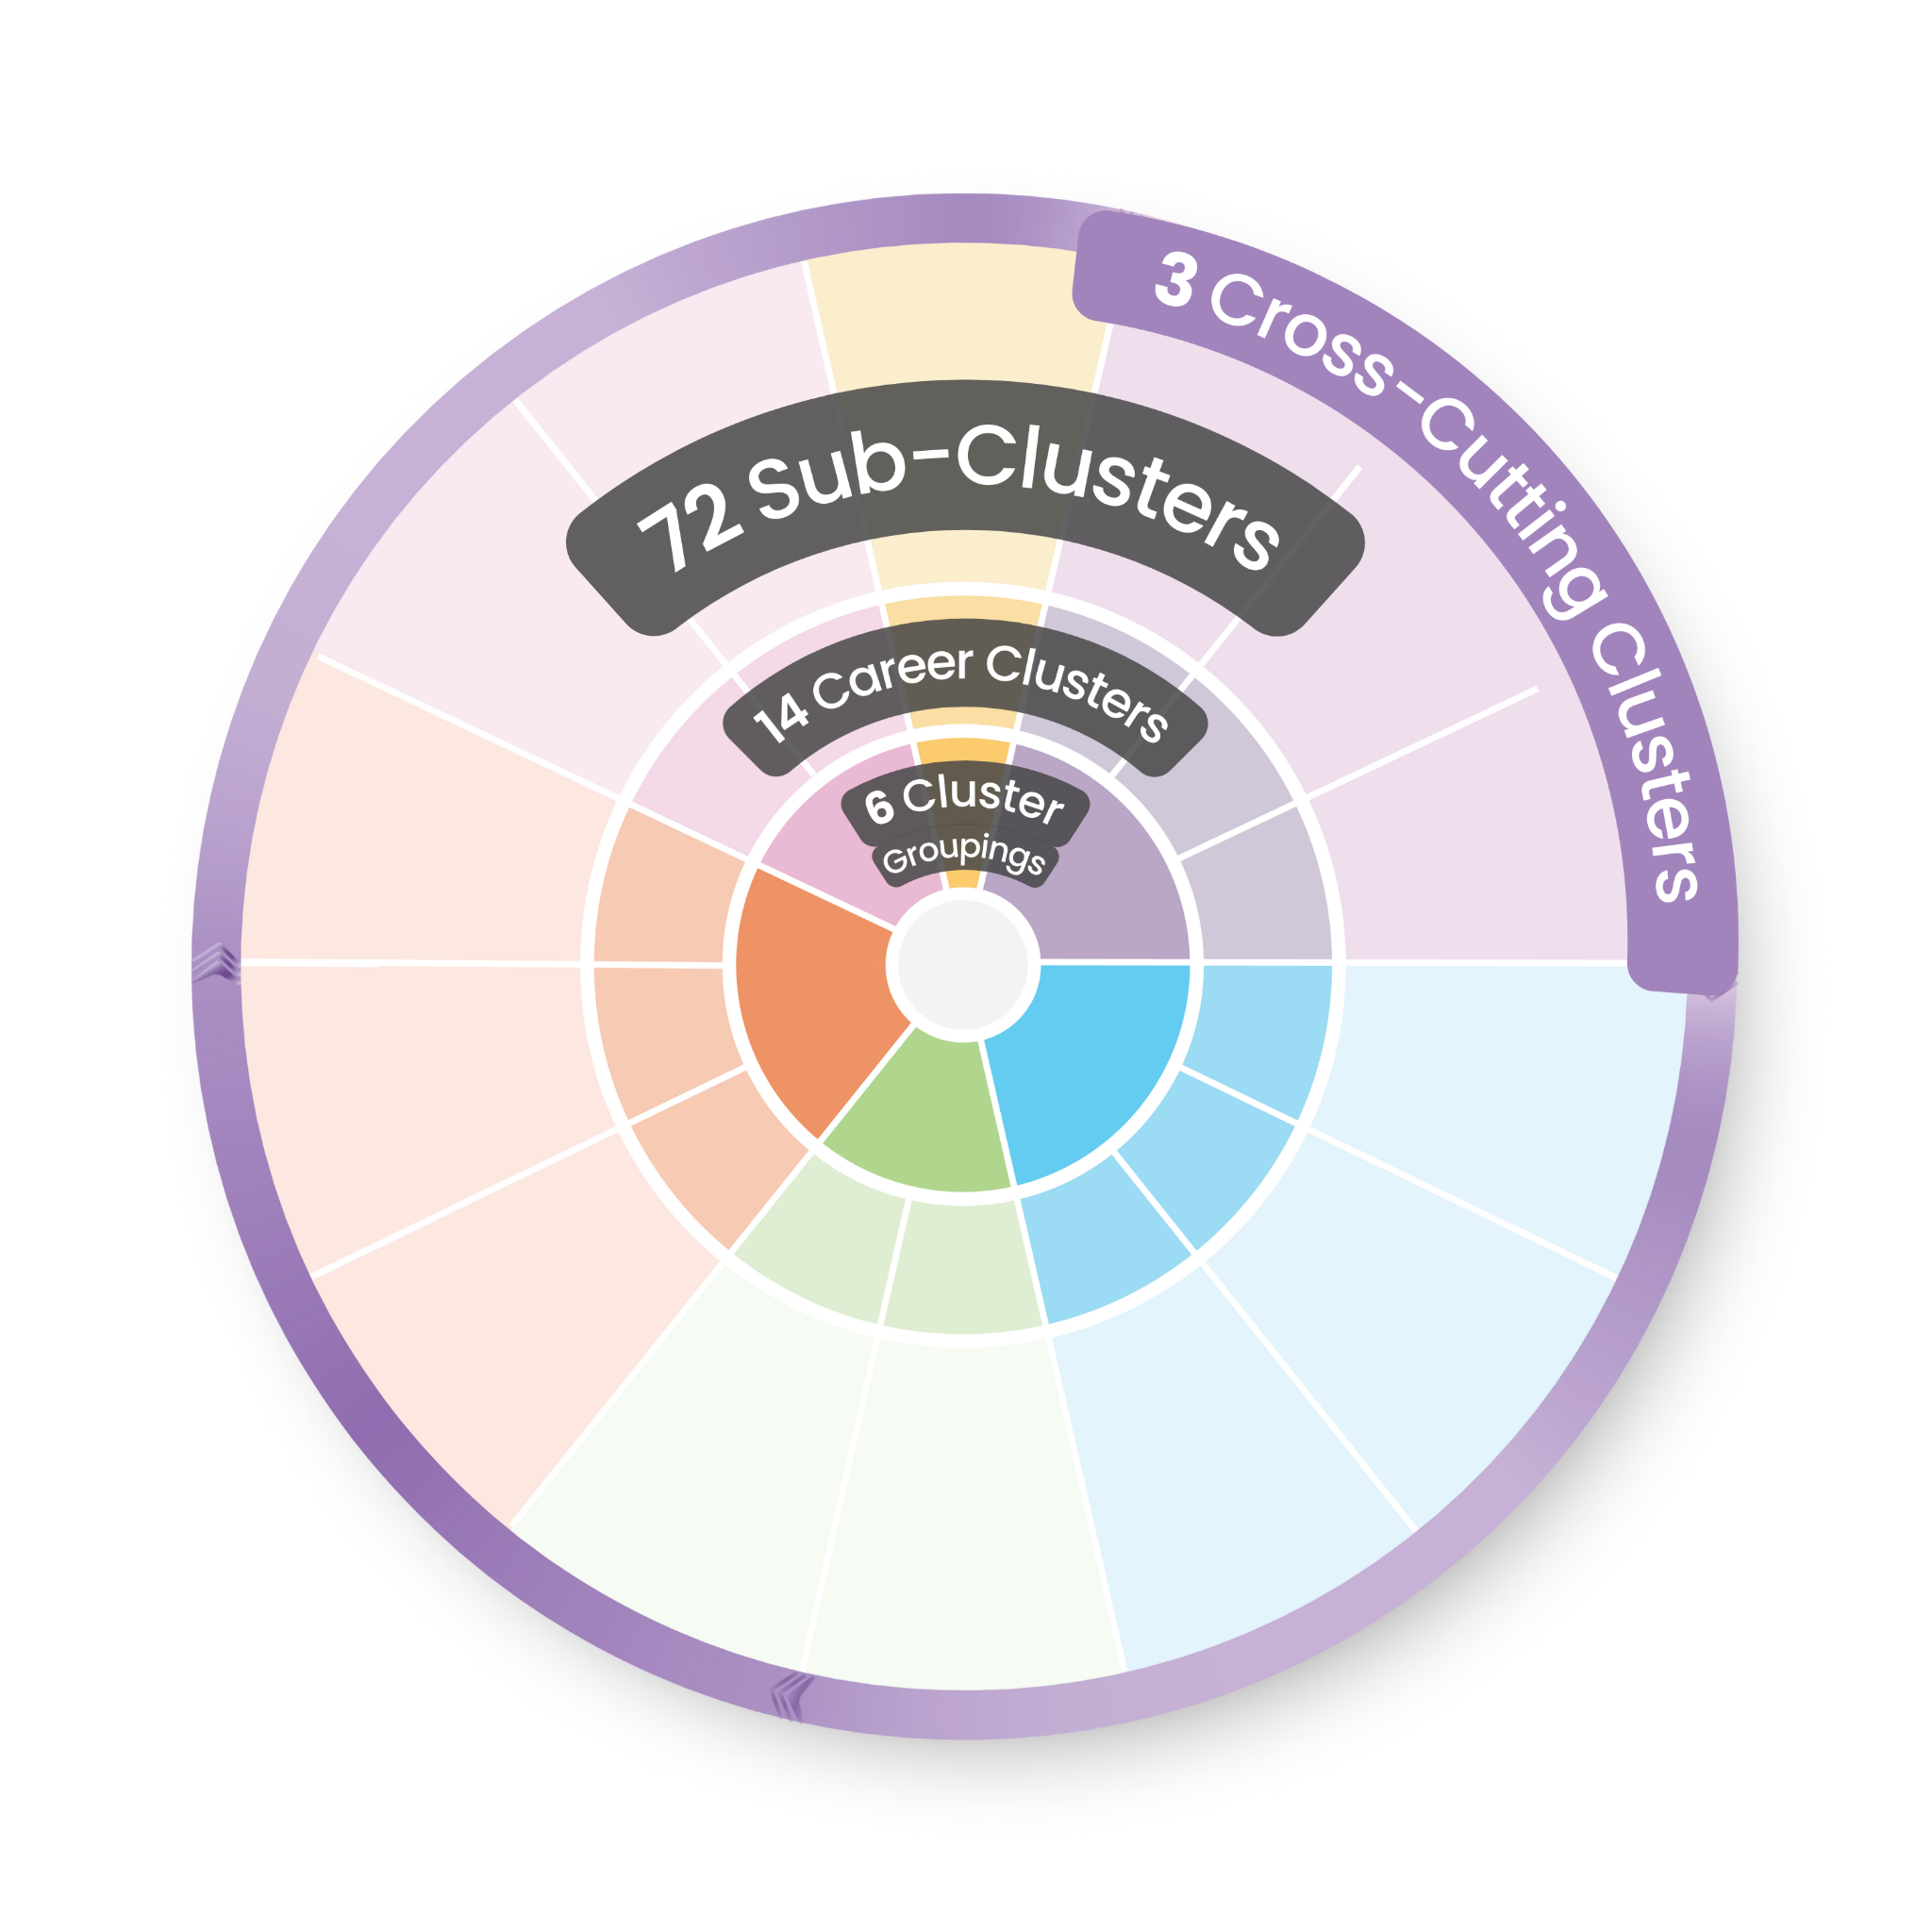 3 Cross-Cutting Clusters
72 Sub-Clusters
14 Career Clusters
6 Cluster
Groupings